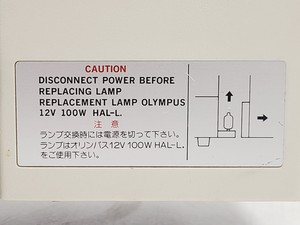 CAUTION
DISCONNECT POWER BEFORE
REPLACING LAMP
REPLACEMENT LAMP OLYMPUS
12V 100W HAL-L.
注 意
ランプ交換時には電源を切って下さい。
ランプはオリンパス12V 100W HAL-L.
をご使用下さい。